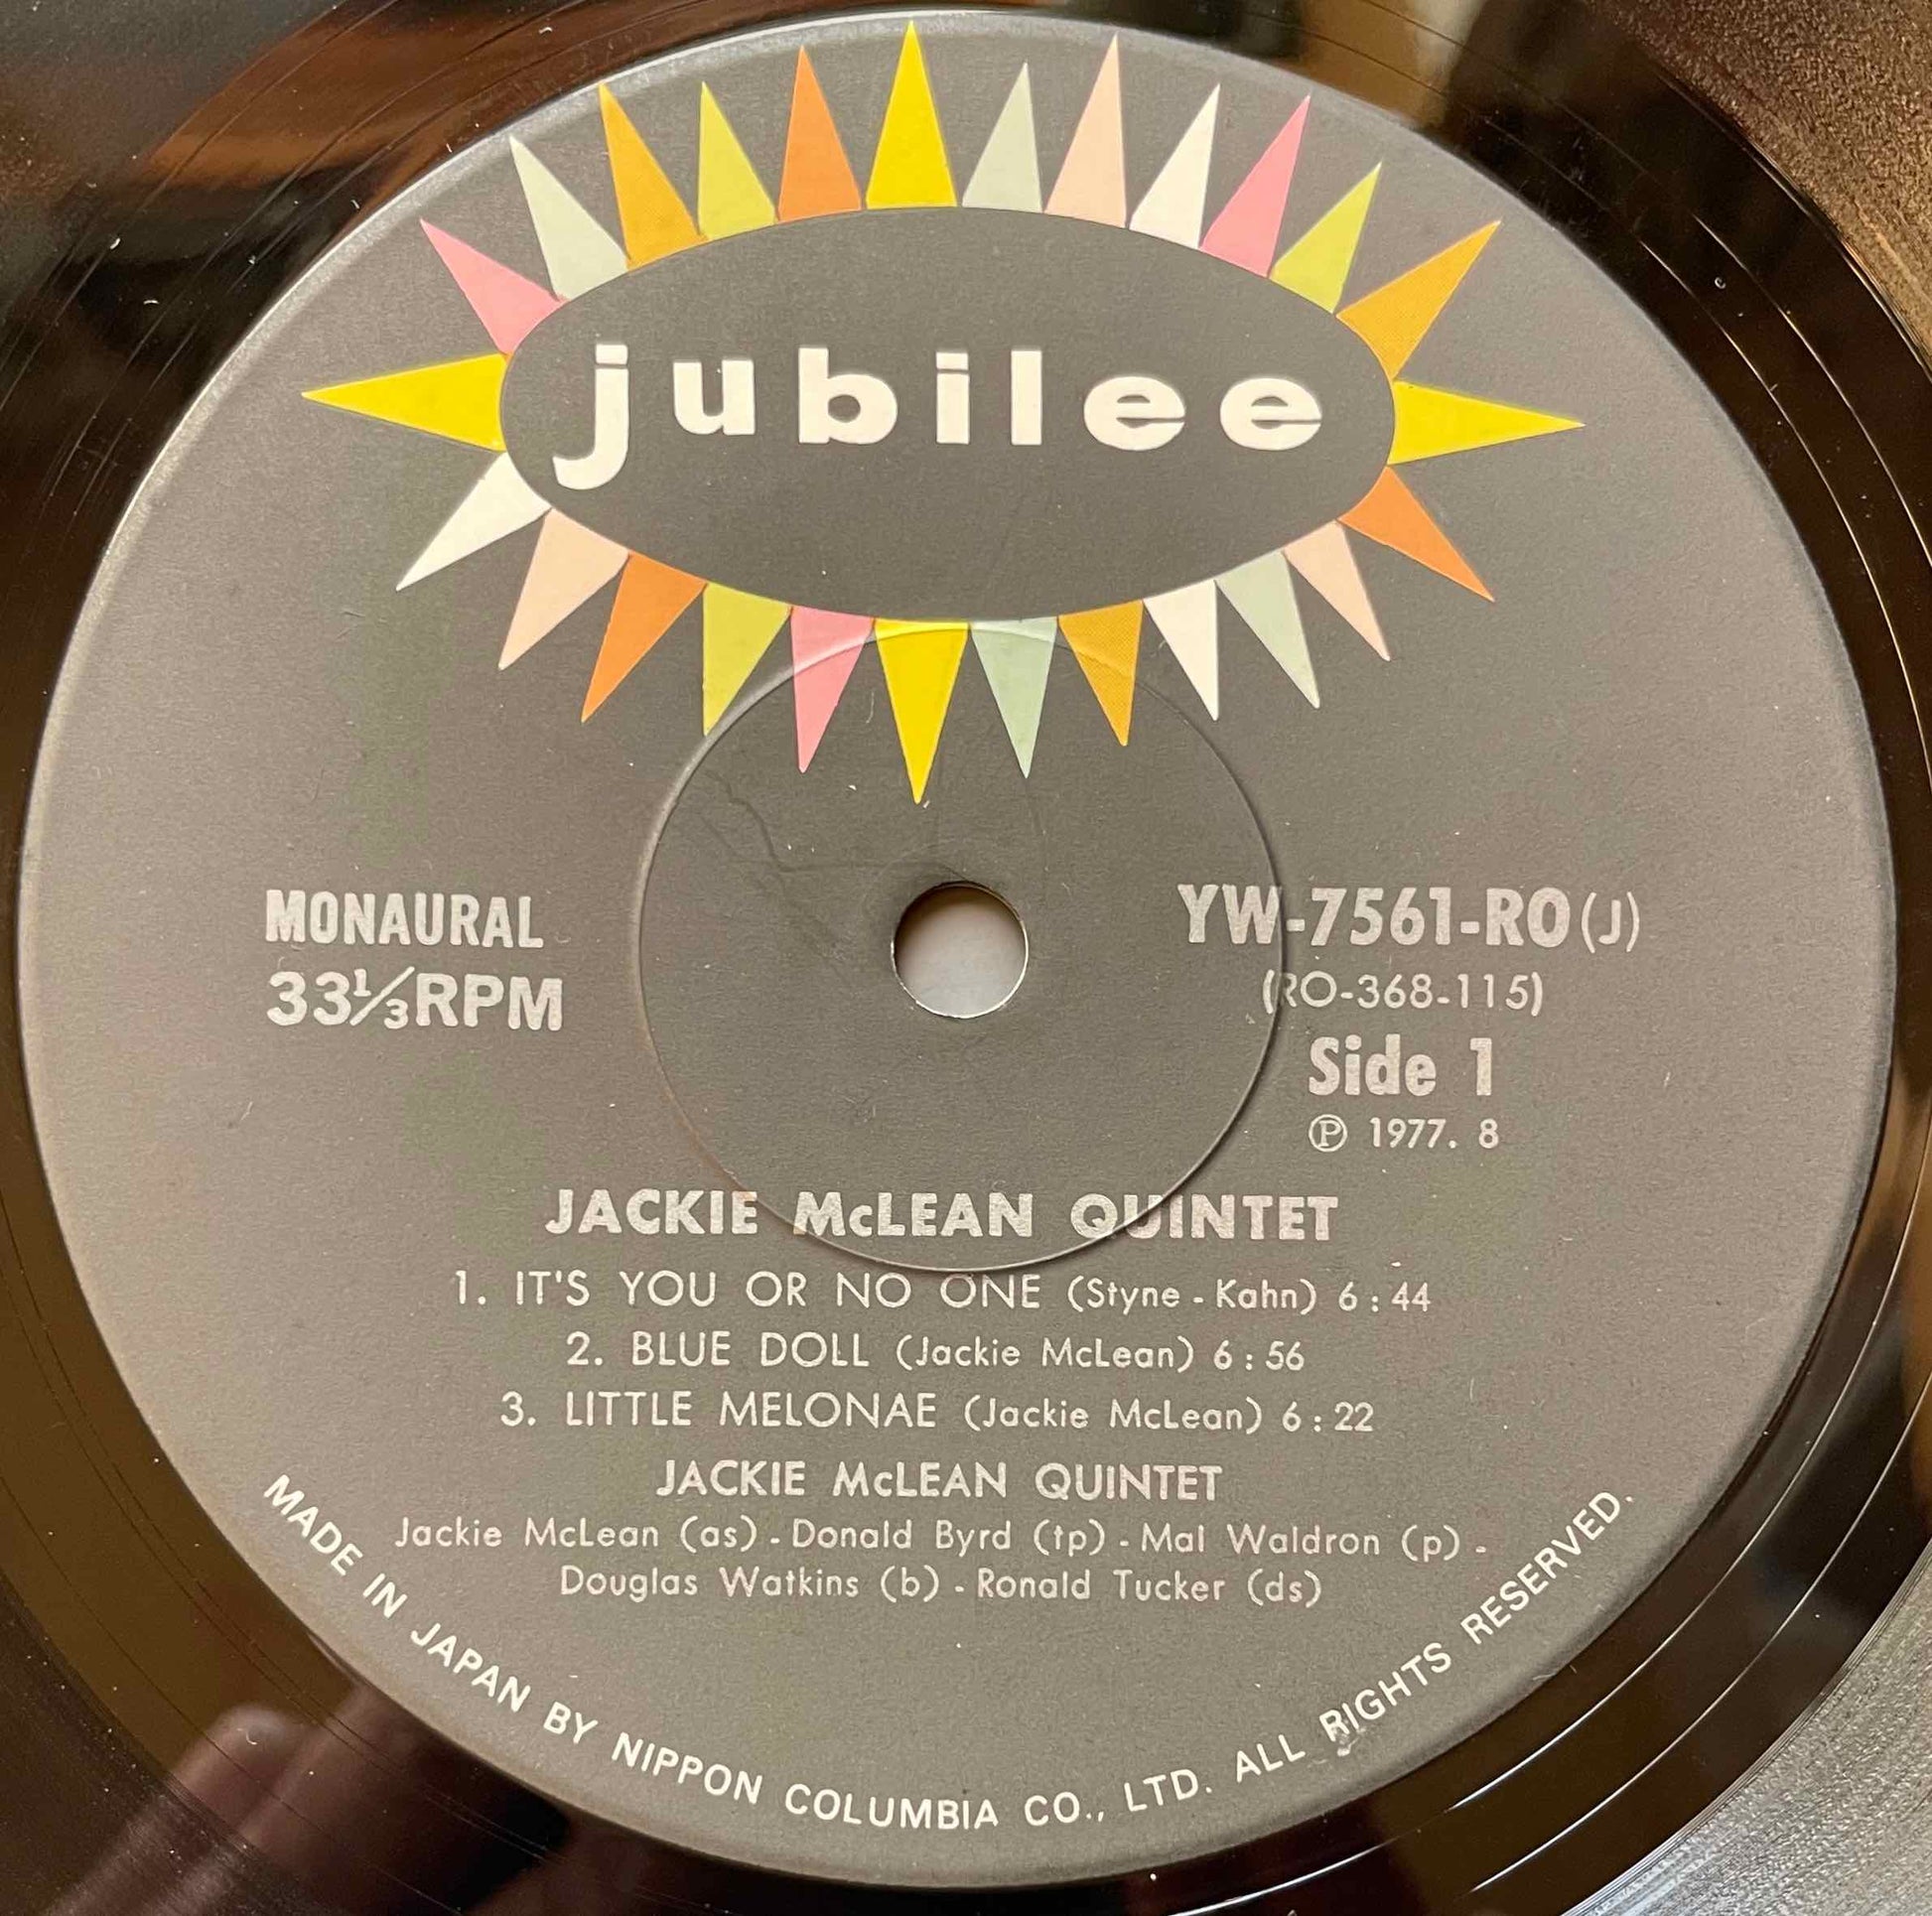 jubilee
MONAURAL
33⅓RPM
YW-7561-RO(J)
(RO-368-115)
Side 1
Ⓟ 1977. 8
JACKIE McLEAN QUINTET
1. IT'S YOU OR NO ONE (Styne - Kahn) 6 : 44
2. BLUE DOLL (Jackie McLean) 6 : 56
3. LITTLE MELONAE (Jackie McLean) 6 : 22
JACKIE McLEAN QUINTET
Jackie McLean (as) - Donald Byrd (tp) - Mal Waldron (p) -
Douglas Watkins (b) - Ronald Tucker (ds)
MADE IN JAPAN BY NIPPON COLUMBIA CO., LTD. ALL RIGHTS RESERVED.